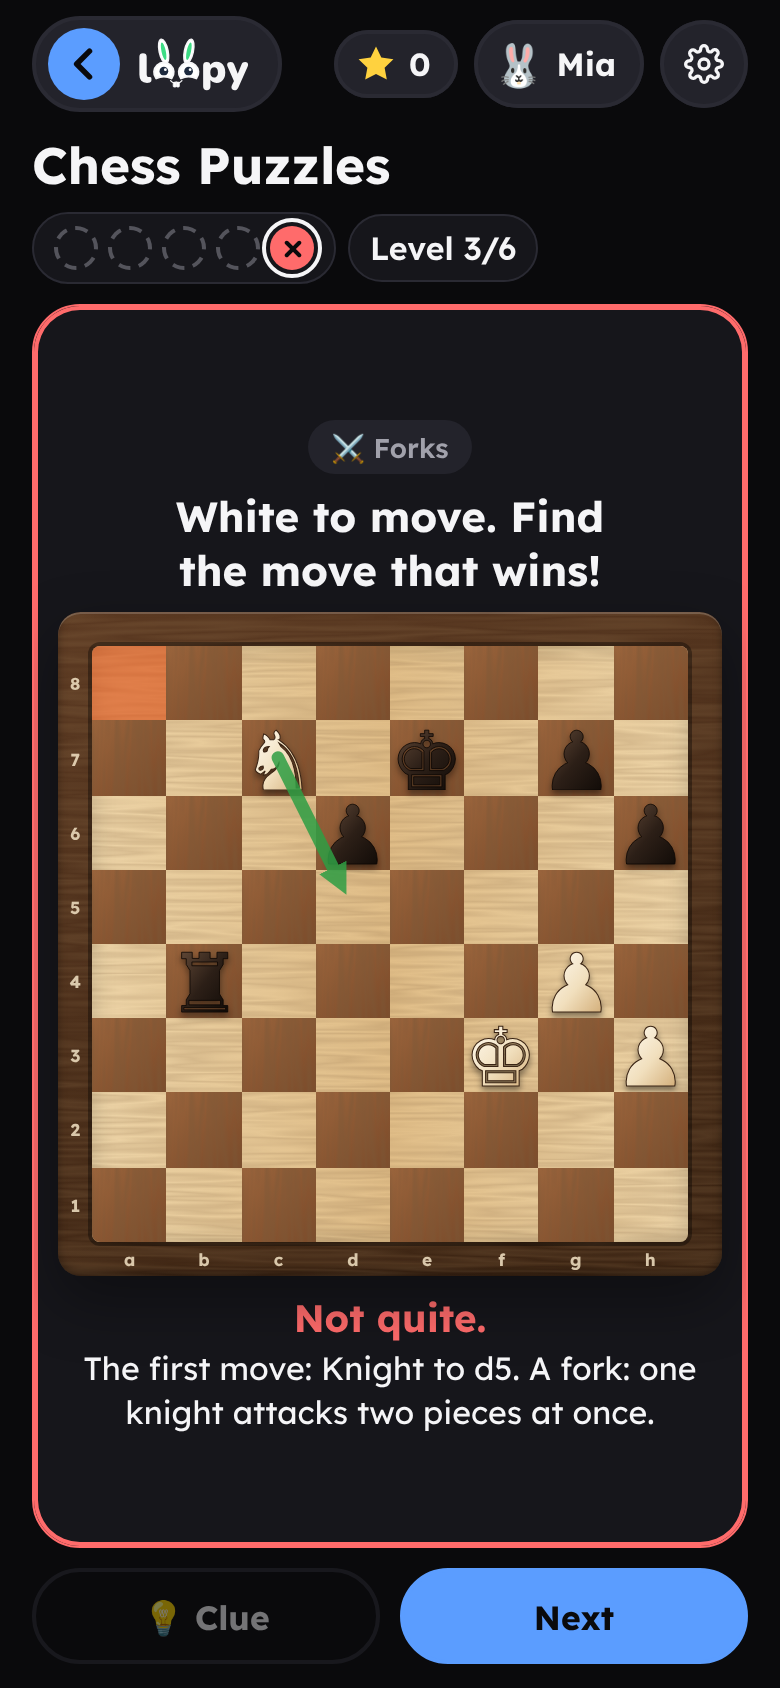 loopy
0
Mia
Chess Puzzles
Level 3/6
Forks
White to move. Find
the move that wins!
8
7
6
5
4
3
2
1
a b c d e f g h
Not quite.
The first move: Knight to d5. A fork: one
knight attacks two pieces at once.
Clue
Next